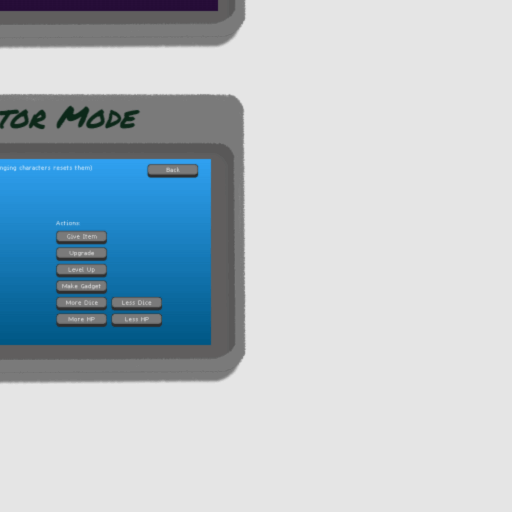 TOR MODE
nging characters resets them)
Back
Actions
Give Item
Upgrade
Level Up
Make Gadget
More Dice Less Dice
More HP Less HP